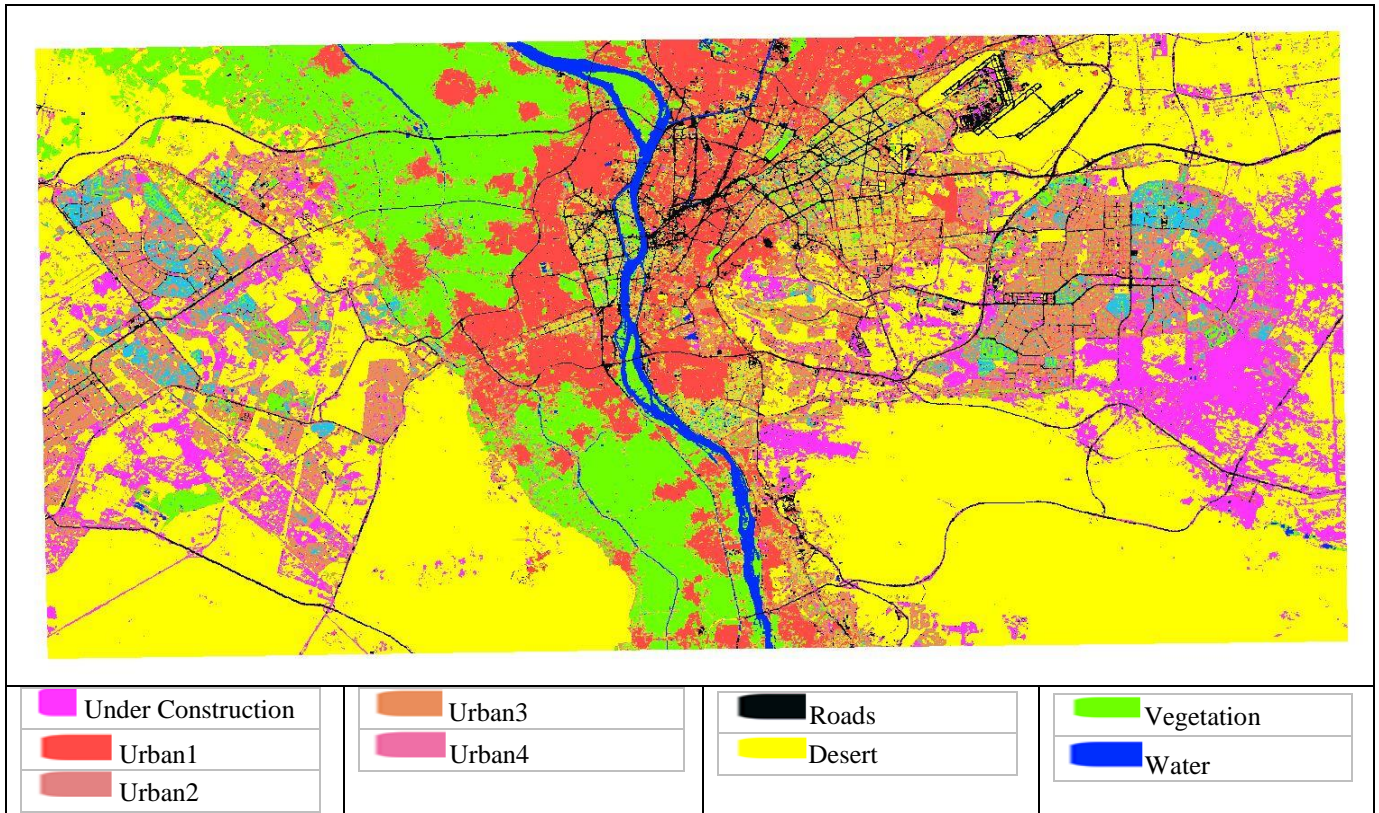 Under Construction
Urban1
Urban2
Urban3
Urban4
Roads
Desert
Vegetation
Water